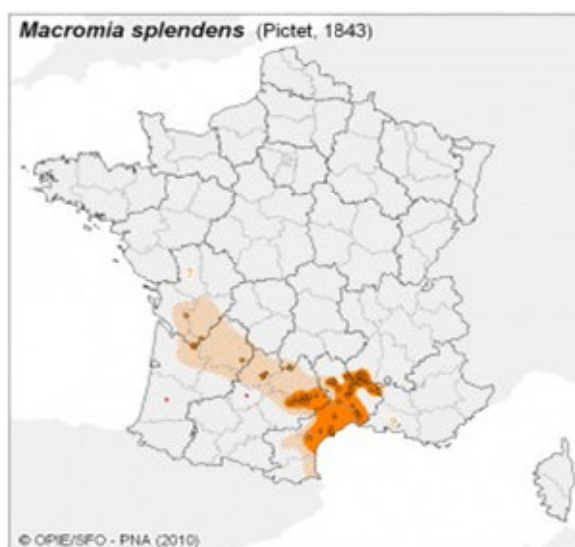 Macromia splendens (Pictet, 1843)
?
?
© OPIE/SFO - PNA (2010)